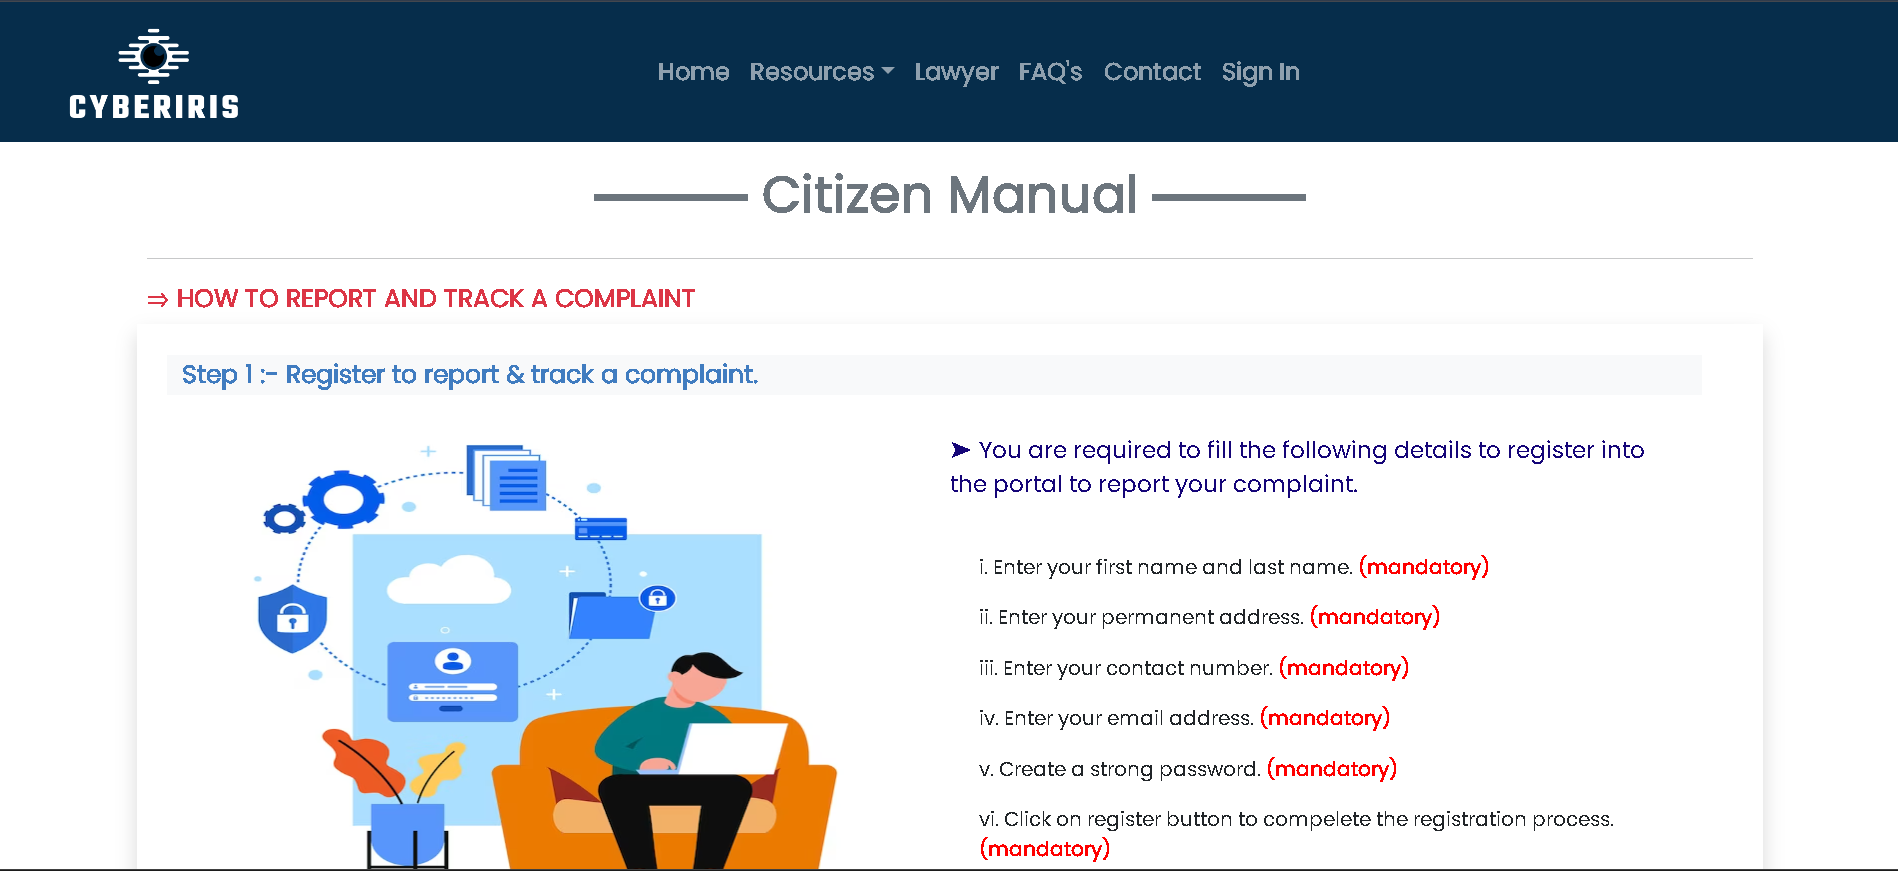 CYBERIRIS
Home Resources Lawyer FAQ's Contact Sign In
Citizen Manual
⇒ HOW TO REPORT AND TRACK A COMPLAINT
Step 1 :- Register to report & track a complaint.
➤ You are required to fill the following details to register into
the portal to report your complaint.
i. Enter your first name and last name. (mandatory)
ii. Enter your permanent address. (mandatory)
iii. Enter your contact number. (mandatory)
iv. Enter your email address. (mandatory)
v. Create a strong password. (mandatory)
vi. Click on register button to compelete the registration process.
(mandatory)